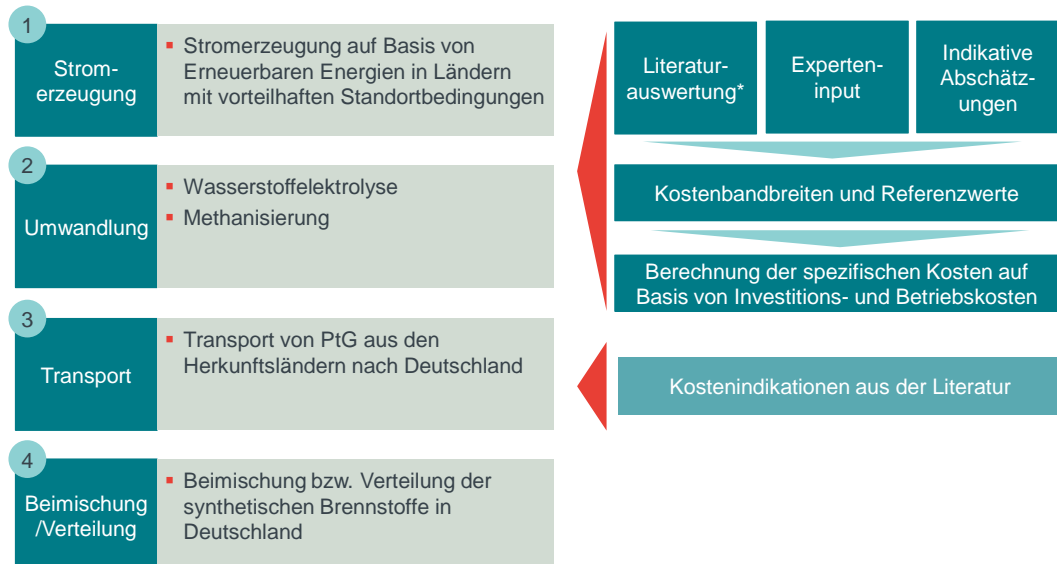 1
Strom-
erzeugung
▪ Stromerzeugung auf Basis von
Erneuerbaren Energien in Ländern
mit vorteilhaften Standortbedingungen
2
Umwandlung
▪ Wasserstoffelektrolyse
▪ Methanisierung
3
Transport
▪ Transport von PtG aus den
Herkunftsländern nach Deutschland
4
Beimischung
/Verteilung
▪ Beimischung bzw. Verteilung der
synthetischen Brennstoffe in
Deutschland
Literatur-
auswertung*
Experten-
input
Indikative
Abschätz-
ungen
Kostenbandbreiten und Referenzwerte
Berechnung der spezifischen Kosten auf
Basis von Investitions- und Betriebskosten
Kostenindikationen aus der Literatur